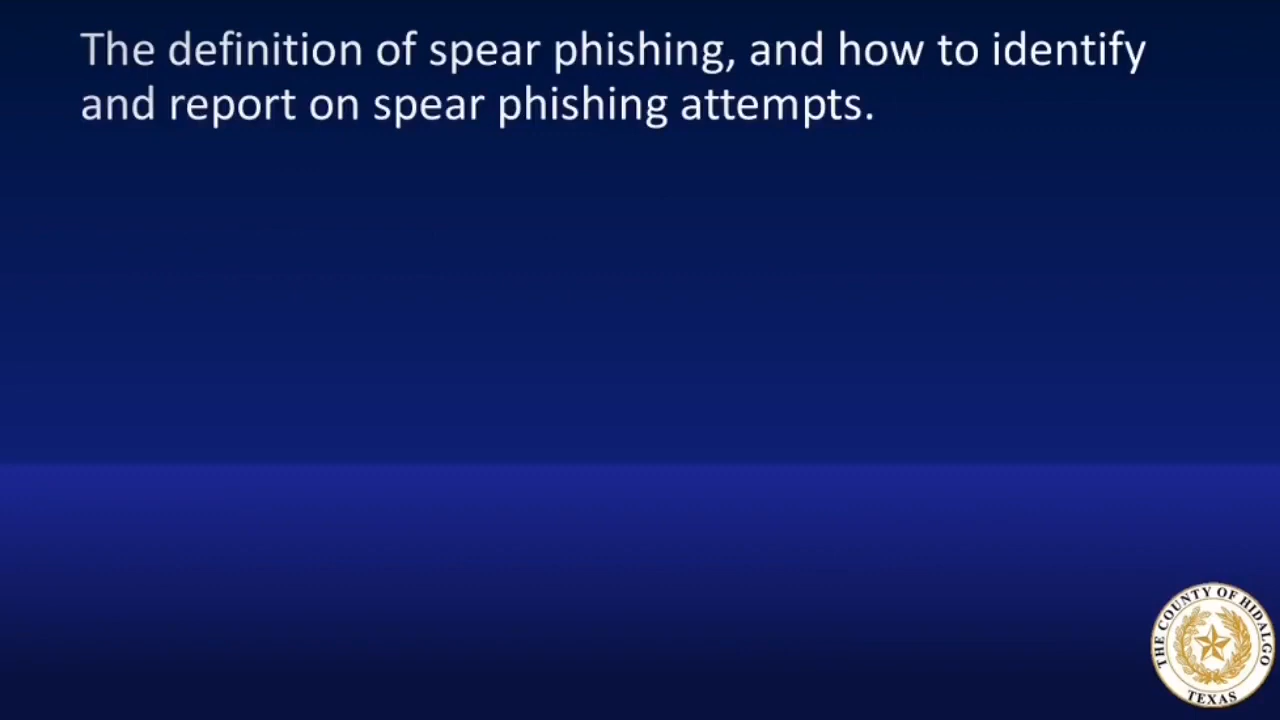 The definition of spear phishing, and how to identify
and report on spear phishing attempts.
THE COUNTY OF HIDALGO
TEXAS